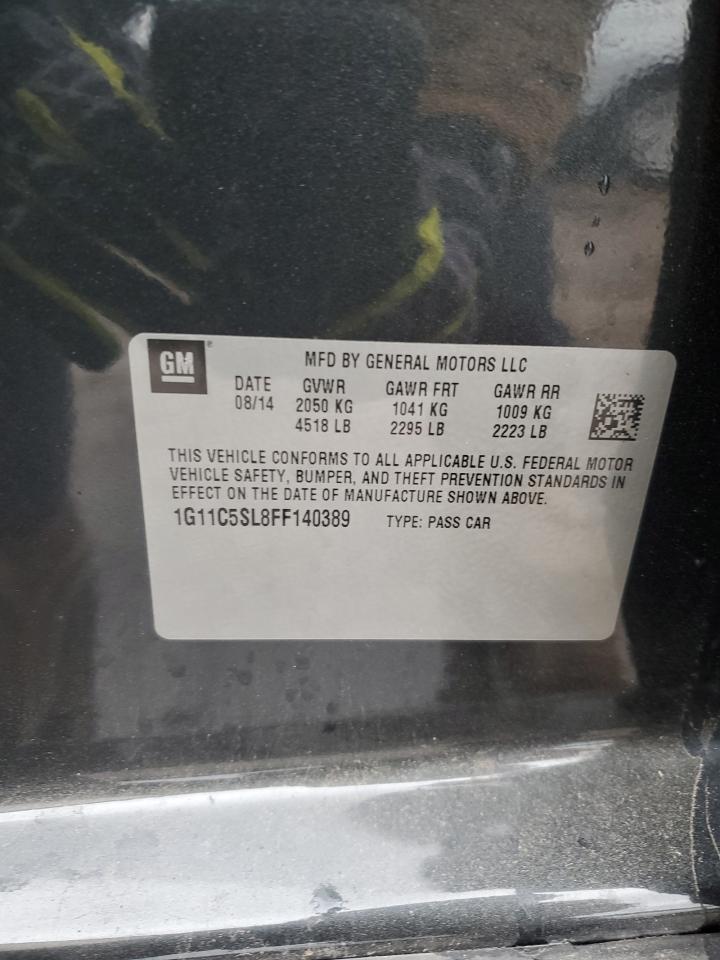 GM®
MFD BY GENERAL MOTORS LLC
DATE GVWR GAWR FRT GAWR RR
08/14 2050 KG 1041 KG 1009 KG
4518 LB 2295 LB 2223 LB
THIS VEHICLE CONFORMS TO ALL APPLICABLE U.S. FEDERAL MOTOR
VEHICLE SAFETY, BUMPER, AND THEFT PREVENTION STANDARDS IN
EFFECT ON THE DATE OF MANUFACTURE SHOWN ABOVE.
1G11C5SL8FF140389 TYPE: PASS CAR